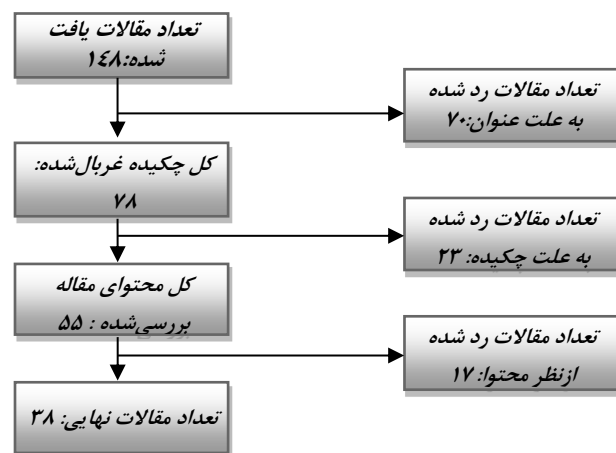 تعداد مقالات یافت
شده:۱٤۸
تعداد مقالات رد شده
به علت عنوان:۷۰
کل چکیده غربال‌شده:
۷۸
تعداد مقالات رد شده
به علت چکیده: ۲۳
کل محتوای مقاله
بررسی‌شده : ۵۵
تعداد مقالات رد شده
ازنظر محتوا: ۱۷
تعداد مقالات نهایی: ۳۸